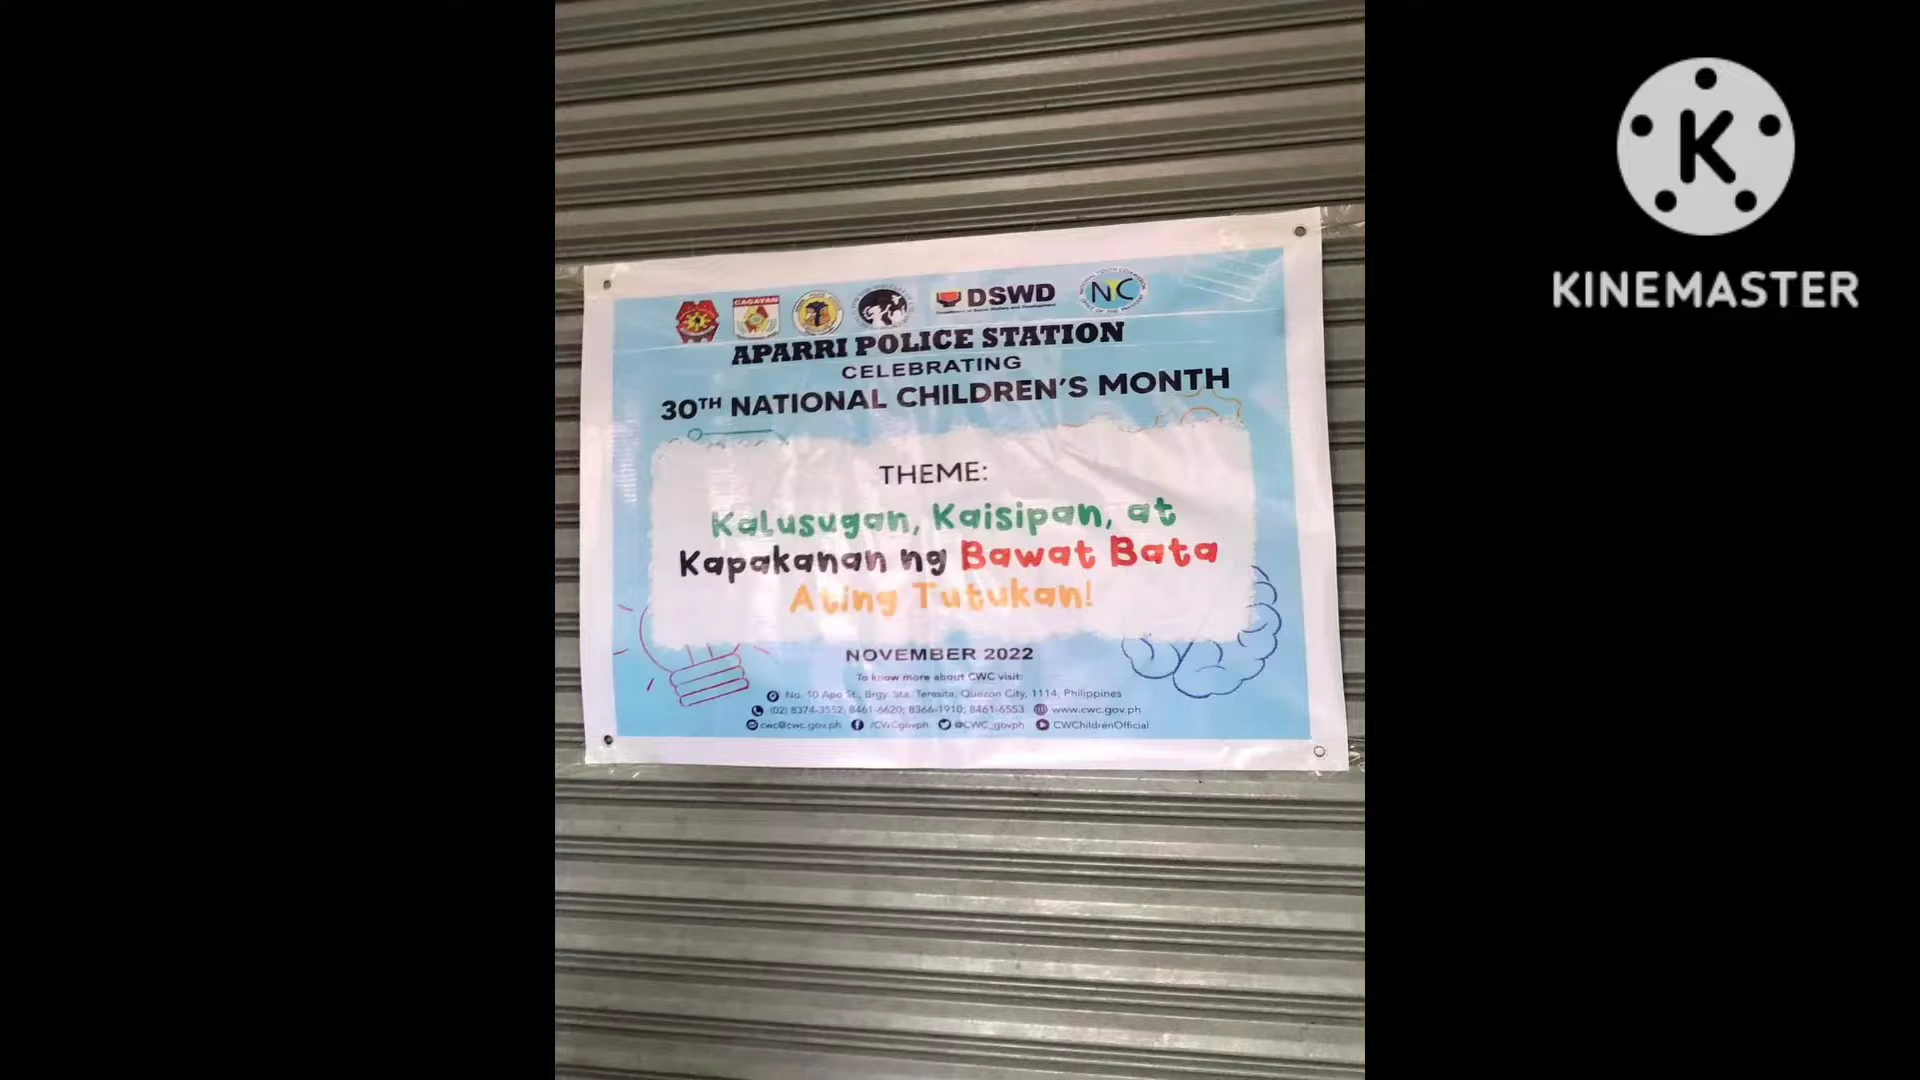 KINEMASTER
CAGAYAN
DSWD
NYC
APARRI POLICE STATION
CELEBRATING
30TH NATIONAL CHILDREN'S MONTH
THEME:
Kalusugan, Kaisipan, at
Kapakanan ng Bawat Bata
Ating Tutukan!
NOVEMBER 2022
To know more about CWC visit:
No. 10 Apo St., Brgy. Sta. Teresita, Quezon City, 1114, Philippines
(02) 8374-3552; 8461-6620; 8366-1910; 8461-6553 www.cwc.gov.ph
cwc@cwc.gov.ph /CWCgovph @CWC_govph CWChildrenOfficial